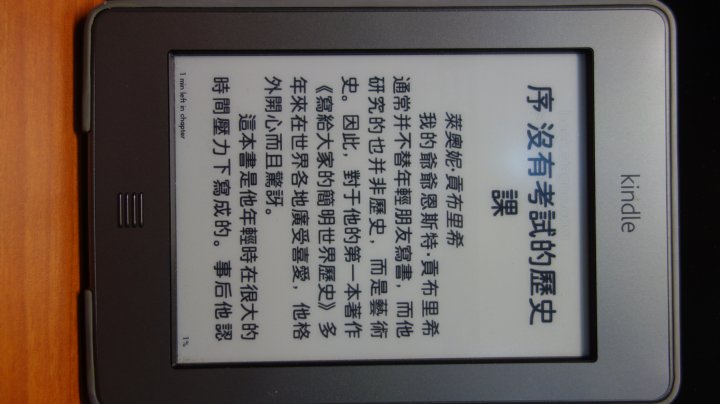 kindle
序 沒有考試的歷史
課
萊奧妮·貢布里希
我的爺爺恩斯特·貢布里希
通常并不替年輕朋友寫書，而他
研究的也并非歷史，而是藝術
史。因此，對于他的第一本著作
《寫給大家的簡明世界歷史》多
年來在世界各地廣受喜愛，他格
外開心而且驚訝。
這本書是他年輕時在很大的
時間壓力下寫成的。事后他認
1 min left in chapter
1%